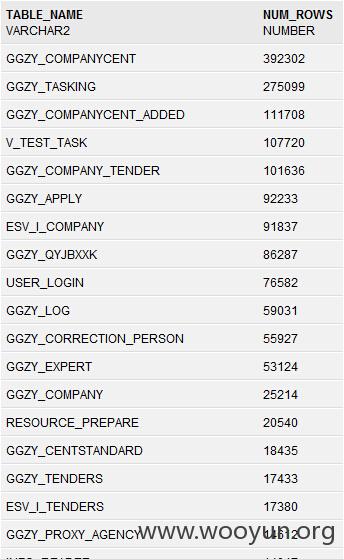 TABLE_NAME NUM_ROWS
VARCHAR2 NUMBER
GGZY_COMPANYCENT 392302
GGZY_TASKING 275099
GGZY_COMPANYCENT_ADDED 111708
V_TEST_TASK 107720
GGZY_COMPANY_TENDER 101636
GGZY_APPLY 92233
ESV_I_COMPANY 91837
GGZY_QYJBXXK 86287
USER_LOGIN 76582
GGZY_LOG 59031
GGZY_CORRECTION_PERSON 55927
GGZY_EXPERT 53124
GGZY_COMPANY 25214
RESOURCE_PREPARE 20540
GGZY_CENTSTANDARD 18435
GGZY_TENDERS 17433
ESV_I_TENDERS 17380
GGZY_PROXY_AGENCY
www.wooyun.org